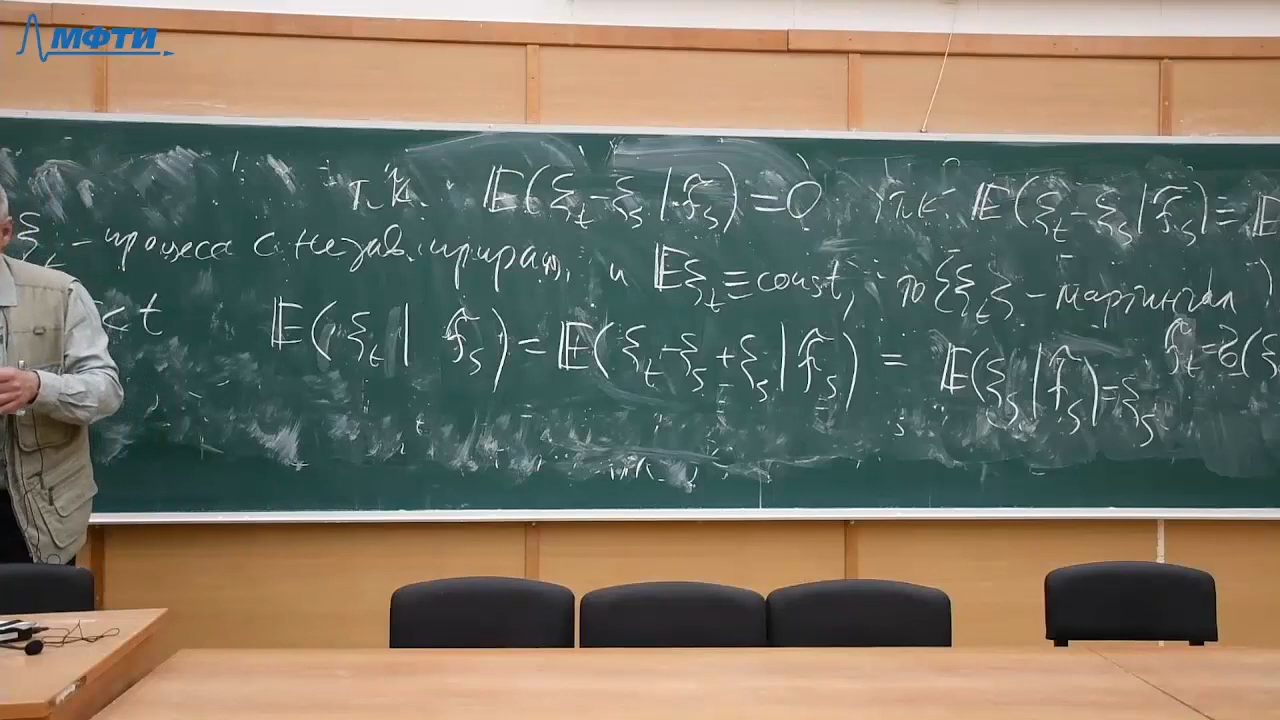 МФТИ
т.к. 𝔼(ξ_t - ξ_s | ℱ_s) = 0 т.к. 𝔼(ξ_t - ξ_s | ℱ_s) = 𝔼
ξ_t - процесс с незав. приращ. и 𝔼ξ_t = const, то {ξ_t} - мартингал
< t 𝔼(ξ_t | ℱ_s) = 𝔼(ξ_t - ξ_s + ξ_s | ℱ_s) = 𝔼(ξ_s | ℱ_s) = ξ_s ℱ_t = σ(ξ